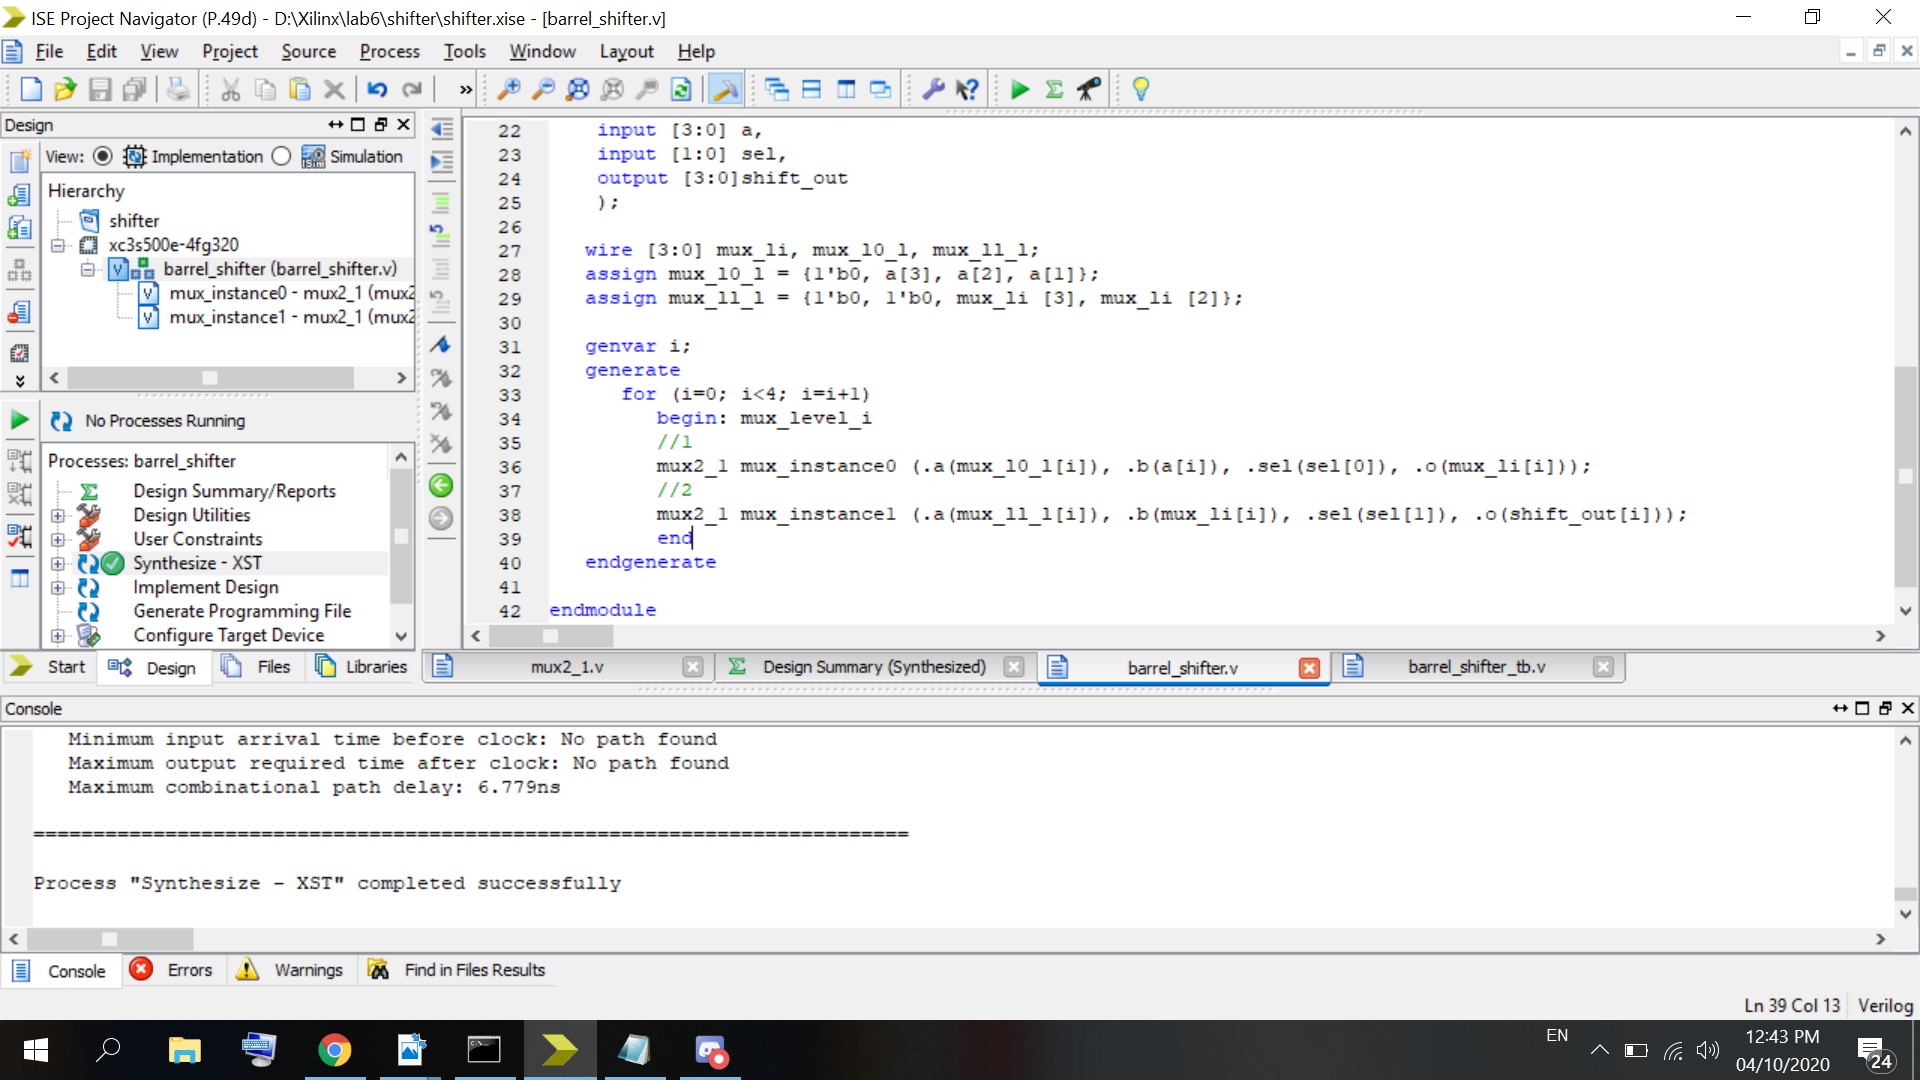 ISE Project Navigator (P.49d) - D:\Xilinx\lab6\shifter\shifter.xise - [barrel_shifter.v]
File Edit View Project Source Process Tools Window Layout Help
Design
View: Implementation Simulation
Hierarchy
shifter
xc3s500e-4fg320
barrel_shifter (barrel_shifter.v)
mux_instance0 - mux2_1 (mux2
mux_instance1 - mux2_1 (mux2
No Processes Running
Processes: barrel_shifter
Design Summary/Reports
Design Utilities
User Constraints
Synthesize - XST
Implement Design
Generate Programming File
Configure Target Device
Start Design Files Libraries
22 input [3:0] a,
23 input [1:0] sel,
24 output [3:0]shift_out
25 );
26
27 wire [3:0] mux_li, mux_l0_l, mux_l1_l;
28 assign mux_l0_l = {1'b0, a[3], a[2], a[1]};
29 assign mux_l1_l = {1'b0, 1'b0, mux_li [3], mux_li [2]};
30
31 genvar i;
32 generate
33 for (i=0; i<4; i=i+1)
34 begin: mux_level_i
35 //1
36 mux2_1 mux_instance0 (.a(mux_l0_l[i]), .b(a[i]), .sel(sel[0]), .o(mux_li[i]));
37 //2
38 mux2_1 mux_instance1 (.a(mux_l1_l[i]), .b(mux_li[i]), .sel(sel[1]), .o(shift_out[i]));
39 end
40 endgenerate
41
42 endmodule
mux2_1.v Design Summary (Synthesized) barrel_shifter.v barrel_shifter_tb.v
Console
Minimum input arrival time before clock: No path found
Maximum output required time after clock: No path found
Maximum combinational path delay: 6.779ns
=========================================================================
Process "Synthesize - XST" completed successfully
Console Errors Warnings Find in Files Results
Ln 39 Col 13 Verilog
EN
12:43 PM
04/10/2020
24